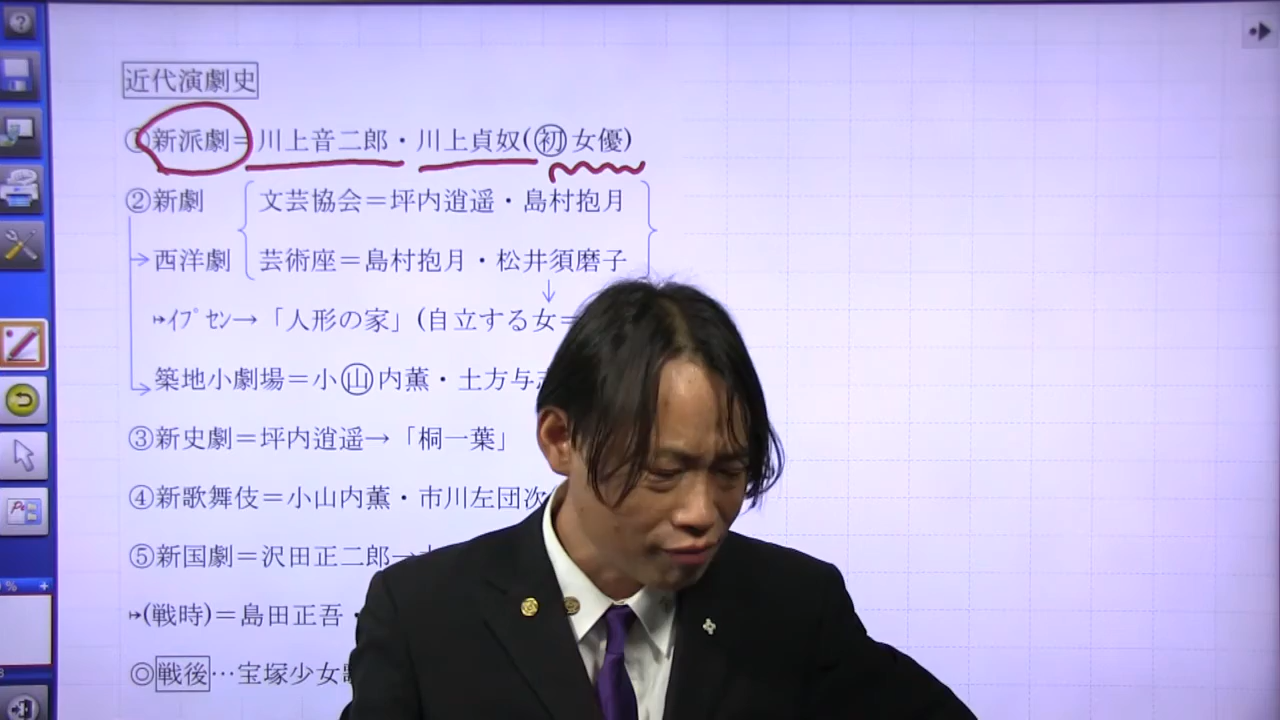 近代演劇史
①新派劇＝川上音二郎・川上貞奴(㊊初女優)
②新劇 文芸協会＝坪内逍遥・島村抱月
西洋劇 芸術座＝島村抱月・松井須磨子
↦ｲﾌﾟｾﾝ→「人形の家」(自立する女＝
築地小劇場＝小山内薫・土方与志
③新史劇＝坪内逍遥→「桐一葉」
④新歌舞伎＝小山内薫・市川左団次
⑤新国劇＝沢田正二郎→
↦(戦時)＝島田正吾・
◎戦後…宝塚少女